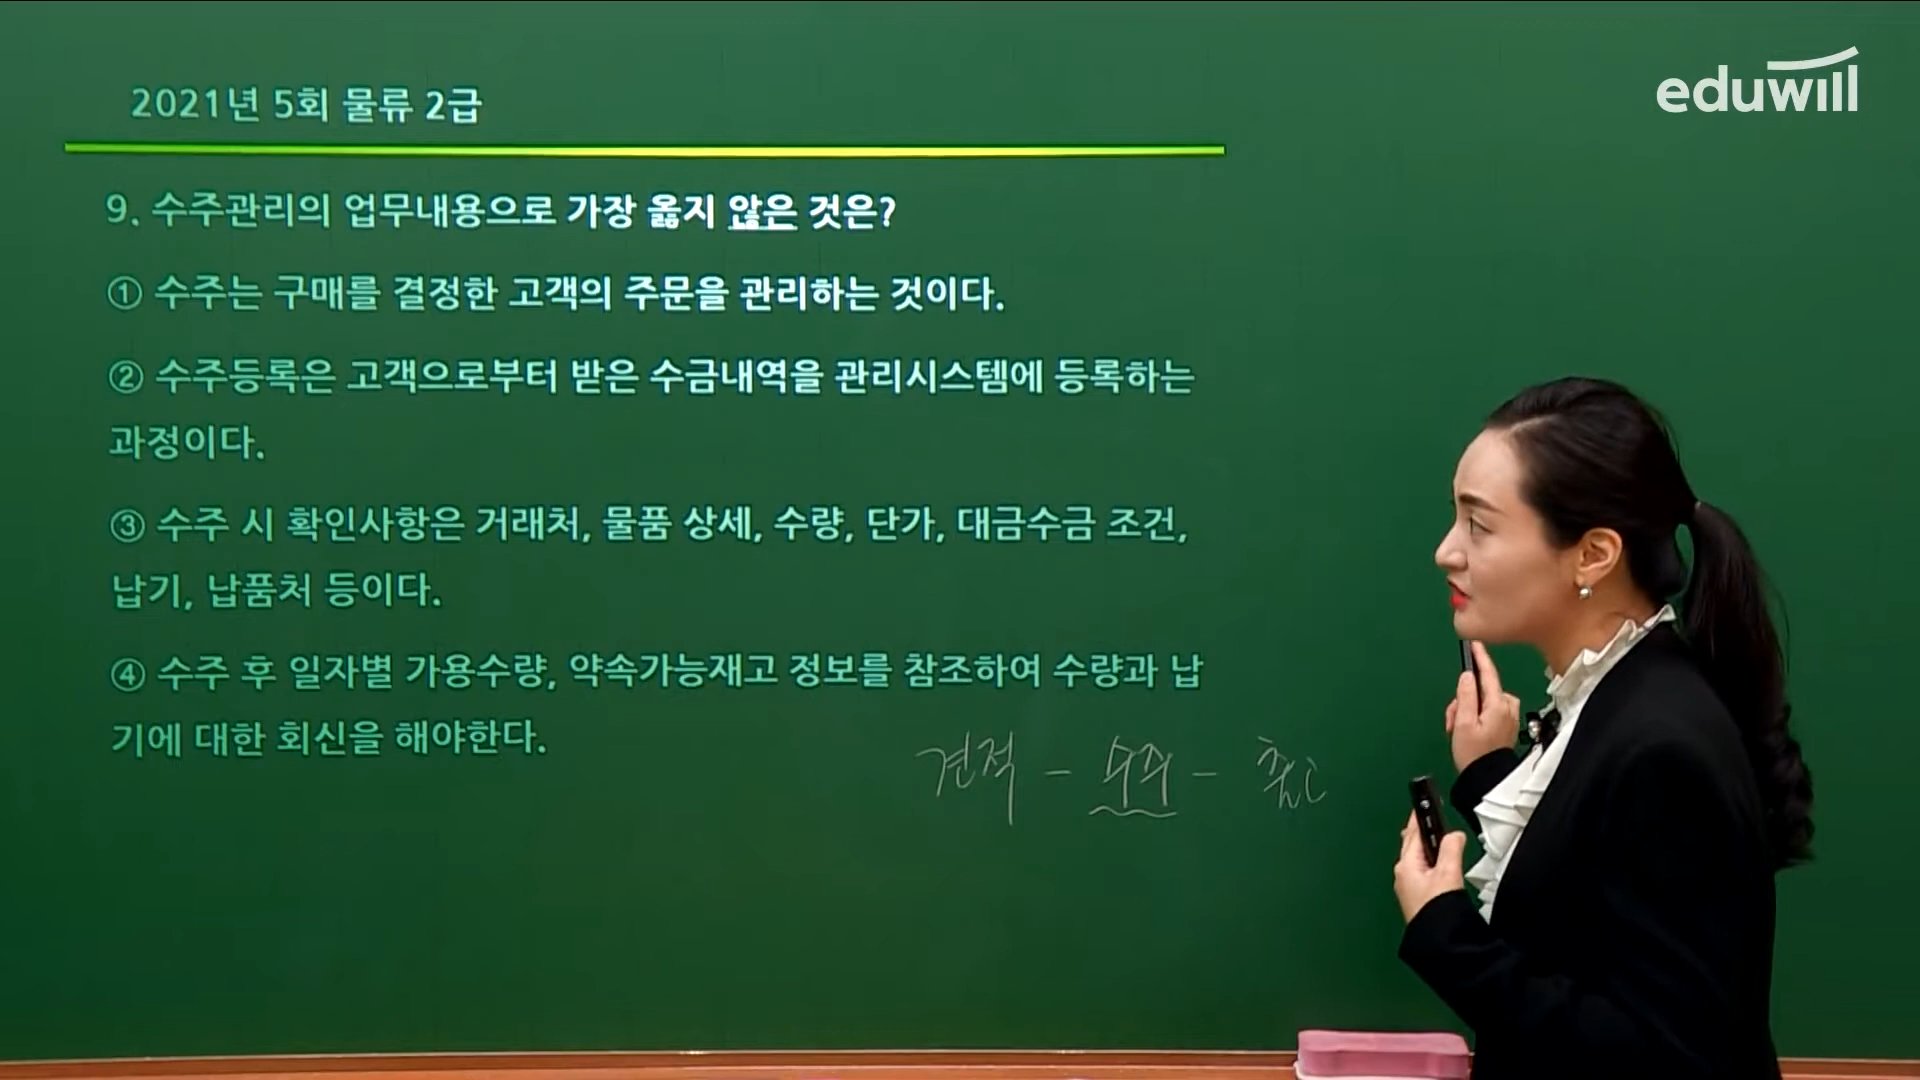 eduwill
2021년 5회 물류 2급
9. 수주관리의 업무내용으로 가장 옳지 않은 것은?
① 수주는 구매를 결정한 고객의 주문을 관리하는 것이다.
② 수주등록은 고객으로부터 받은 수금내역을 관리시스템에 등록하는
과정이다.
③ 수주 시 확인사항은 거래처, 물품 상세, 수량, 단가, 대금수금 조건,
납기, 납품처 등이다.
④ 수주 후 일자별 가용수량, 약속가능재고 정보를 참조하여 수량과 납
기에 대한 회신을 해야한다.
견적 - 수주 -